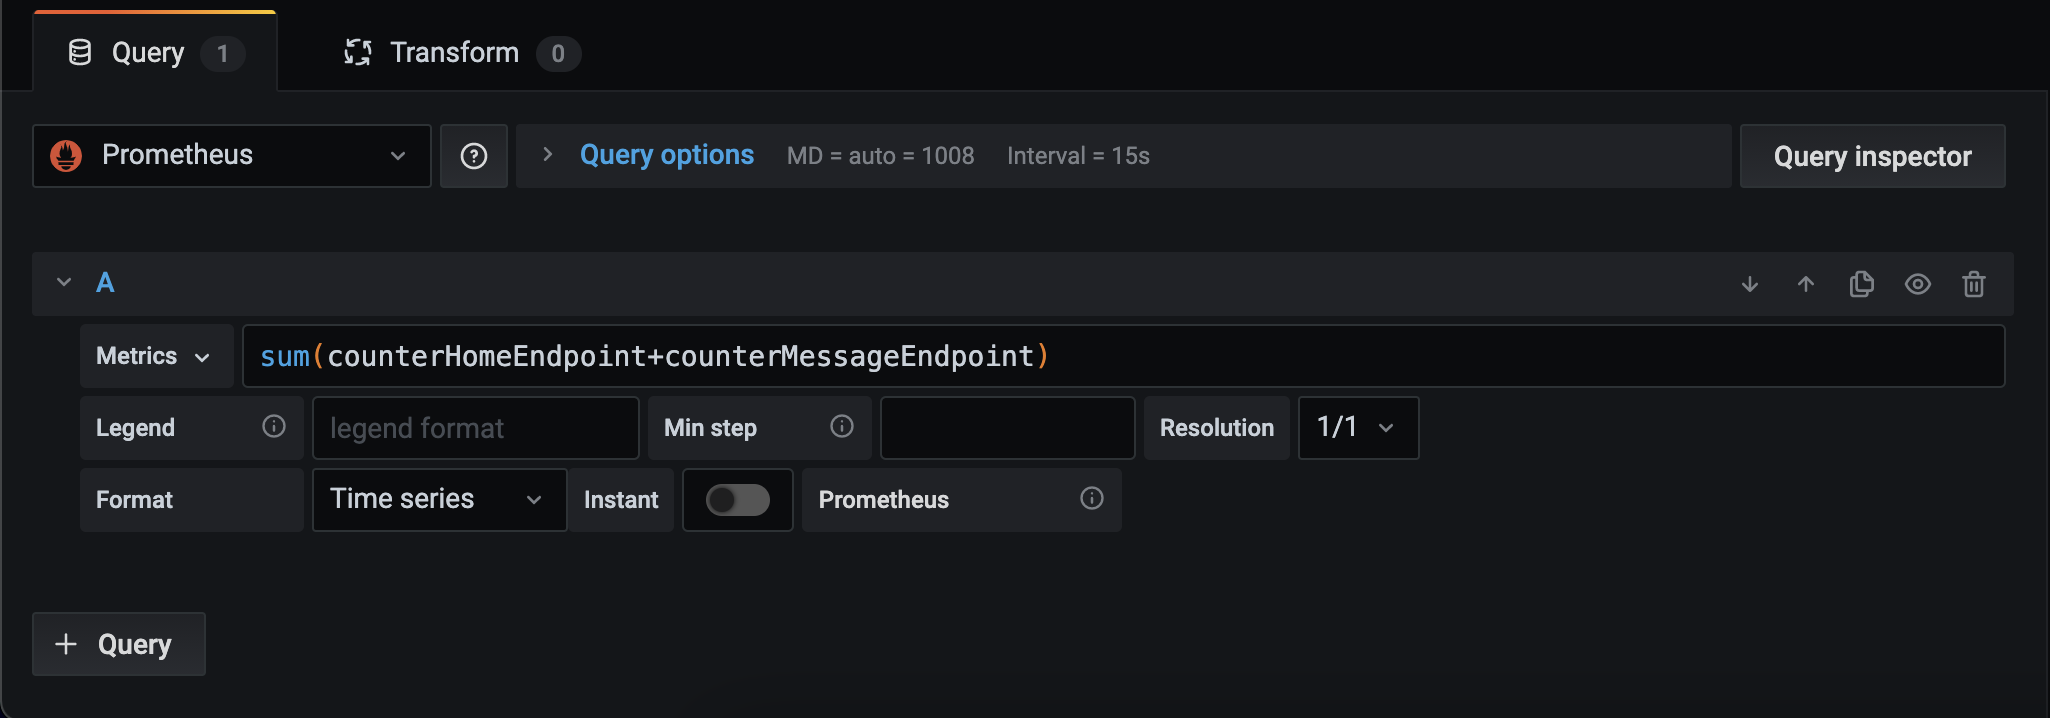 Query 1 Transform 0
Prometheus Query options MD = auto = 1008 Interval = 15s Query inspector
A
Metrics sum(counterHomeEndpoint+counterMessageEndpoint)
Legend legend format Min step Resolution 1/1
Format Time series Instant Prometheus
+ Query